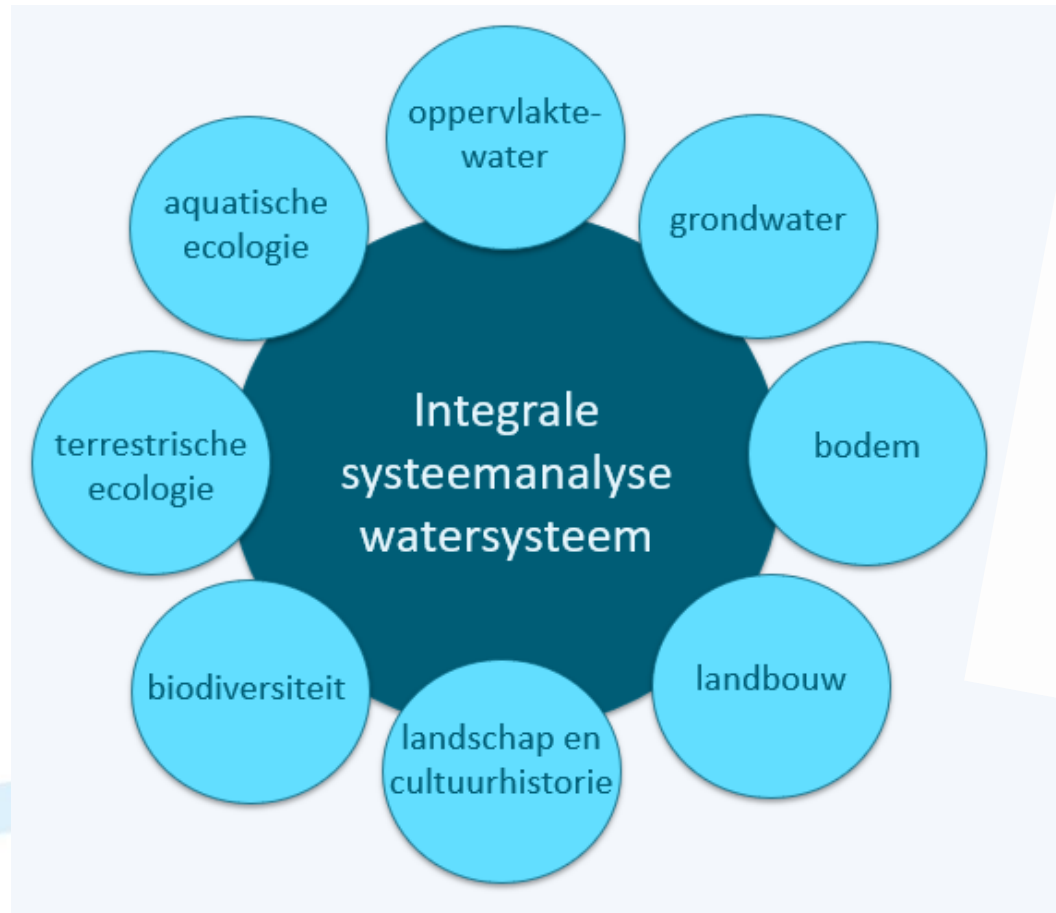 oppervlakte-
water
grondwater
bodem
landbouw
landschap en
cultuurhistorie
biodiversiteit
terrestrische
ecologie
aquatische
ecologie
Integrale
systeemanalyse
watersysteem